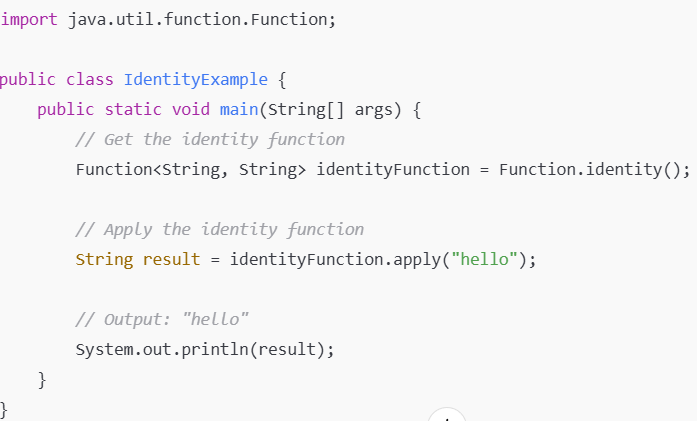 import java.util.function.Function;
public class IdentityExample {
public static void main(String[] args) {
// Get the identity function
Function<String, String> identityFunction = Function.identity();
// Apply the identity function
String result = identityFunction.apply("hello");
// Output: "hello"
System.out.println(result);
}
}